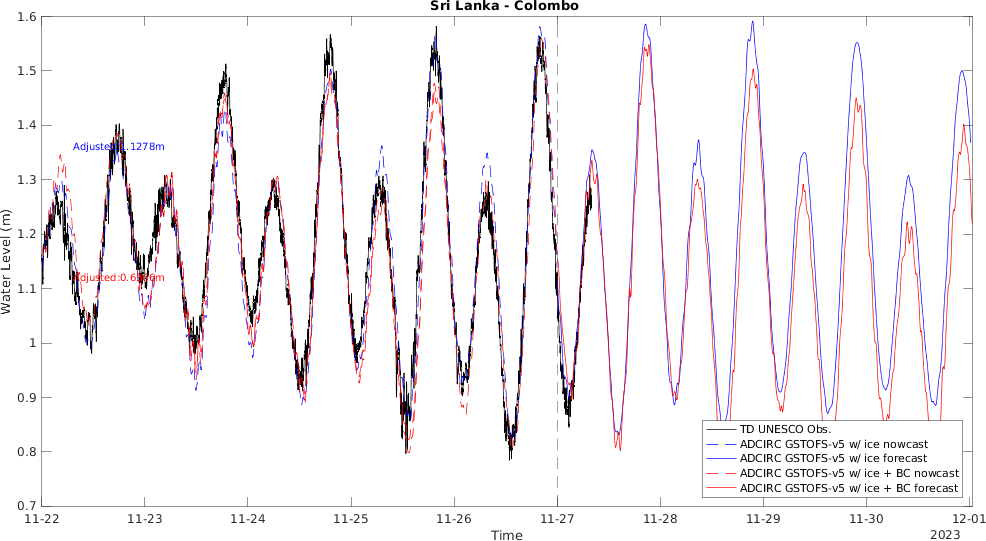 Sri Lanka - Colombo
1.6
1.5
1.4
1.3
1.2
1.1
1
0.9
0.8
0.7
Water Level (m)
11-22 11-23 11-24 11-25 11-26 11-27 11-28 11-29 11-30 12-01
Time
2023
TD UNESCO Obs.
ADCIRC GSTOFS-v5 w/ ice nowcast
ADCIRC GSTOFS-v5 w/ ice forecast
ADCIRC GSTOFS-v5 w/ ice + BC nowcast
ADCIRC GSTOFS-v5 w/ ice + BC forecast